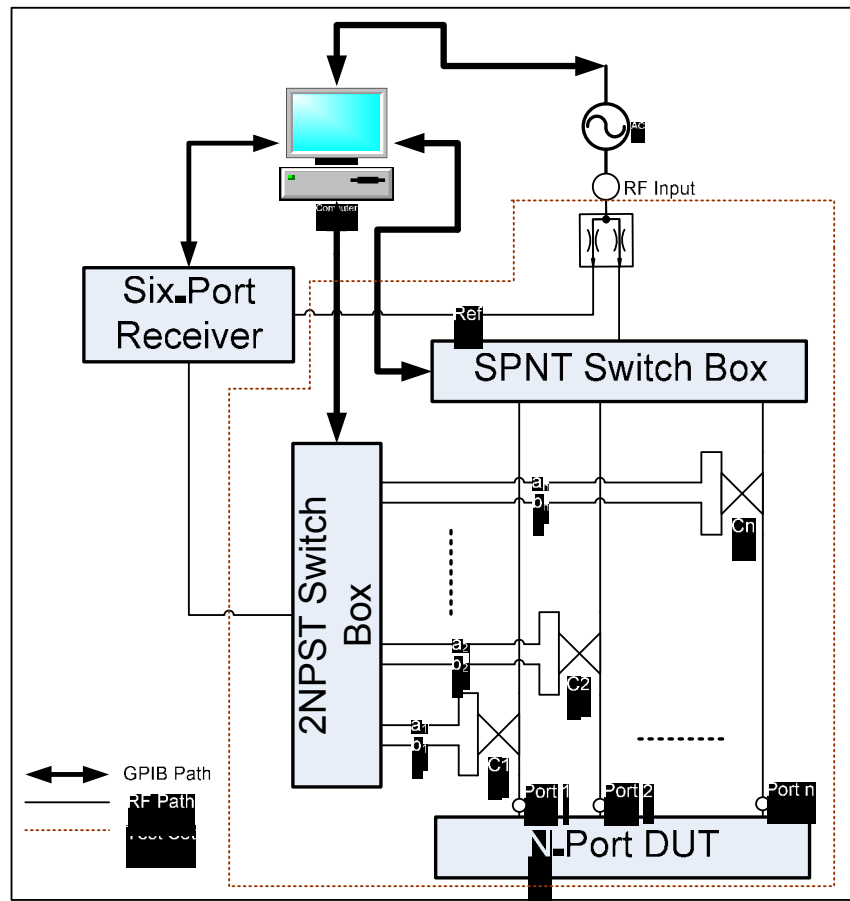 AC
RF Input
Computer
Six-Port
Receiver
Ref
SPNT Switch Box
2NPST Switch
Box
an
bn
Cn
a2
b2
C2
a1
b1
C1
GPIB Path
RF Path
Port 1
Port 2
Port n
N-Port DUT